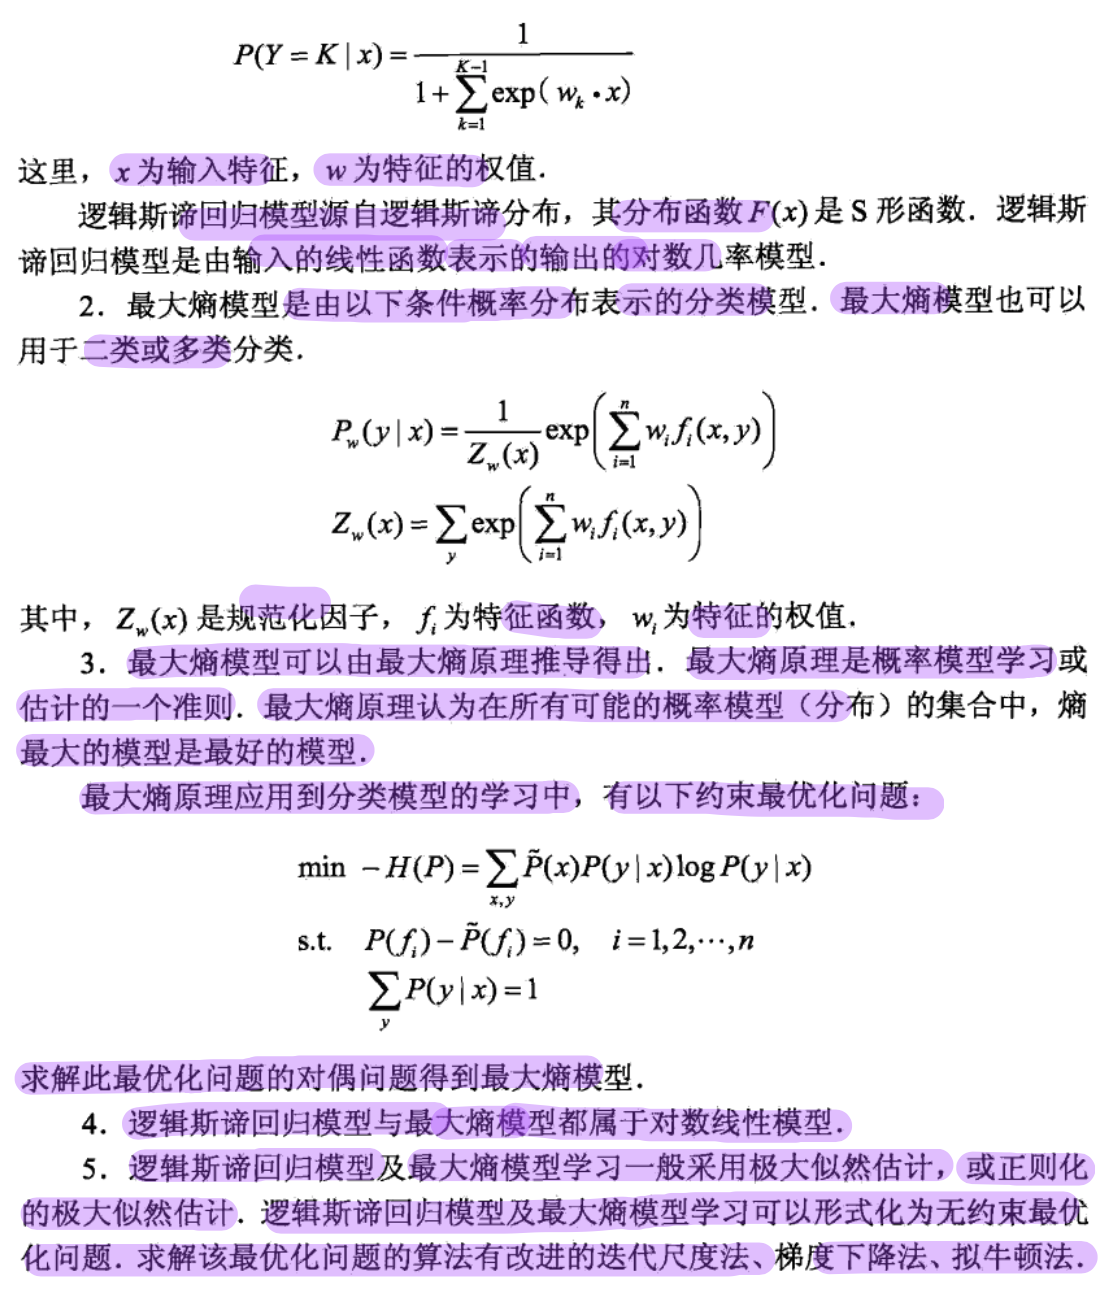 P(Y = K | x) = \frac{1}{1 + \sum_{k=1}^{K-1} \exp(w_k \cdot x)}
这里，x 为输入特征，w 为特征的权值．
逻辑斯谛回归模型源自逻辑斯谛分布，其分布函数 F(x) 是 S 形函数．逻辑斯
谛回归模型是由输入的线性函数表示的输出的对数几率模型．
2．最大熵模型是由以下条件概率分布表示的分类模型．最大熵模型也可以
用于二类或多类分类．
P_w(y | x) = \frac{1}{Z_w(x)} \exp\left( \sum_{i=1}^{n} w_i f_i(x, y) \right)
Z_w(x) = \sum_y \exp\left( \sum_{i=1}^{n} w_i f_i(x, y) \right)
其中，Z_w(x) 是规范化因子，f_i 为特征函数，w_i 为特征的权值．
3．最大熵模型可以由最大熵原理推导得出．最大熵原理是概率模型学习或
估计的一个准则．最大熵原理认为在所有可能的概率模型（分布）的集合中，熵
最大的模型是最好的模型．
最大熵原理应用到分类模型的学习中，有以下约束最优化问题：
min −H(P) = \sum_{x,y} \tilde{P}(x) P(y | x) \log P(y | x)
s.t. P(f_i) − \tilde{P}(f_i) = 0, i = 1, 2, ⋯, n
\sum_y P(y | x) = 1
求解此最优化问题的对偶问题得到最大熵模型．
4．逻辑斯谛回归模型与最大熵模型都属于对数线性模型．
5．逻辑斯谛回归模型及最大熵模型学习一般采用极大似然估计，或正则化
的极大似然估计．逻辑斯谛回归模型及最大熵模型学习可以形式化为无约束最优
化问题．求解该最优化问题的算法有改进的迭代尺度法、梯度下降法、拟牛顿法．